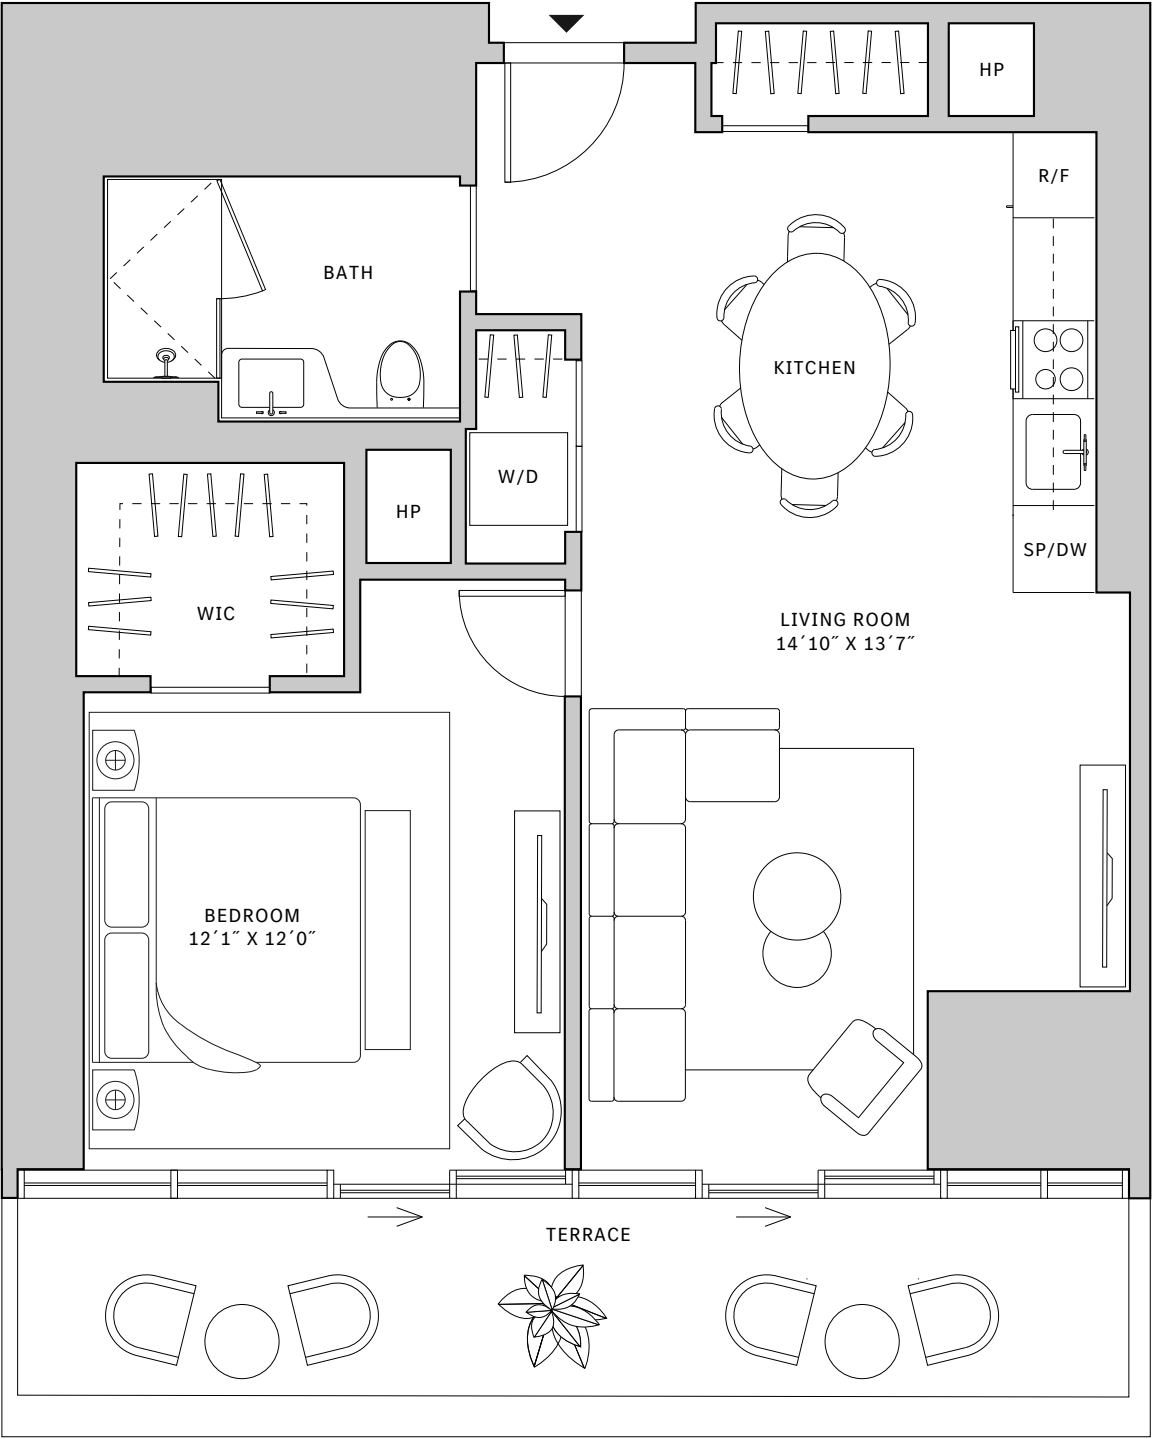 HP
R/F
BATH
KITCHEN
W/D
HP
SP/DW
WIC
LIVING ROOM
14´10˝ X 13´7˝
BEDROOM
12´1˝ X 12´0˝
TERRACE